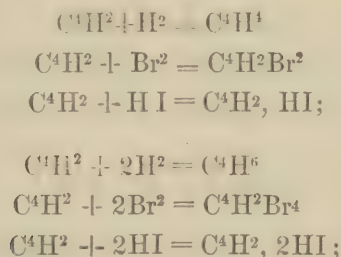 C⁴H²+H² = C⁴H⁴
C⁴H² + Br² = C⁴H²Br²
C⁴H² + HI = C⁴H², HI;
C⁴H² + 2H² = C⁴H⁶
C⁴H² + 2Br² = C⁴H²Br4
C⁴H² + 2HI = C⁴H², 2HI;